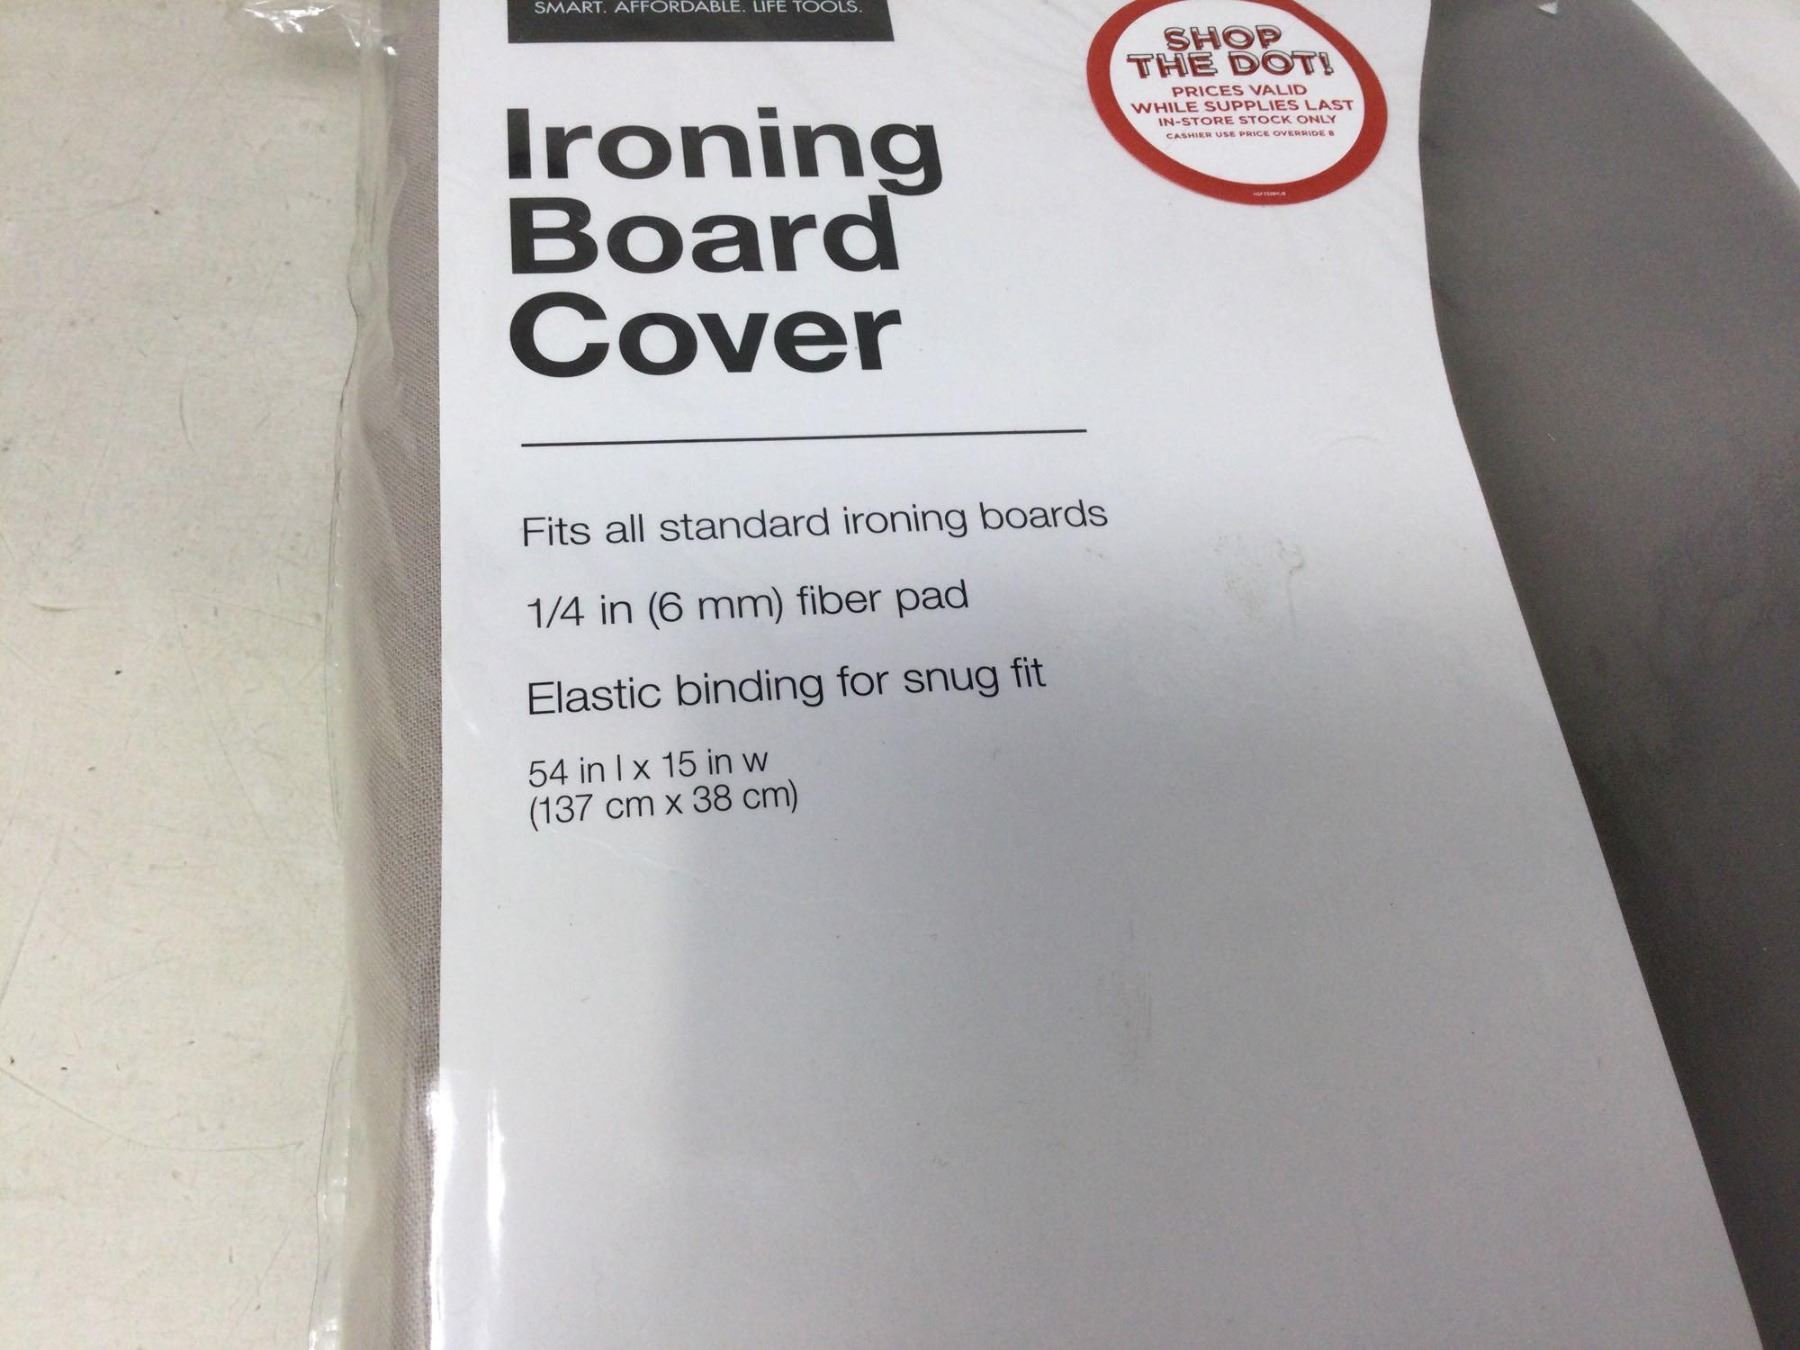 SMART. AFFORDABLE. LIFE TOOLS.
SHOP
THE DOT!
PRICES VALID
WHILE SUPPLIES LAST
IN-STORE STOCK ONLY
CASHIER USE PRICE OVERRIDE 8
Ironing
Board
Cover
Fits all standard ironing boards
1/4 in (6 mm) fiber pad
Elastic binding for snug fit
54 in l x 15 in w
(137 cm x 38 cm)